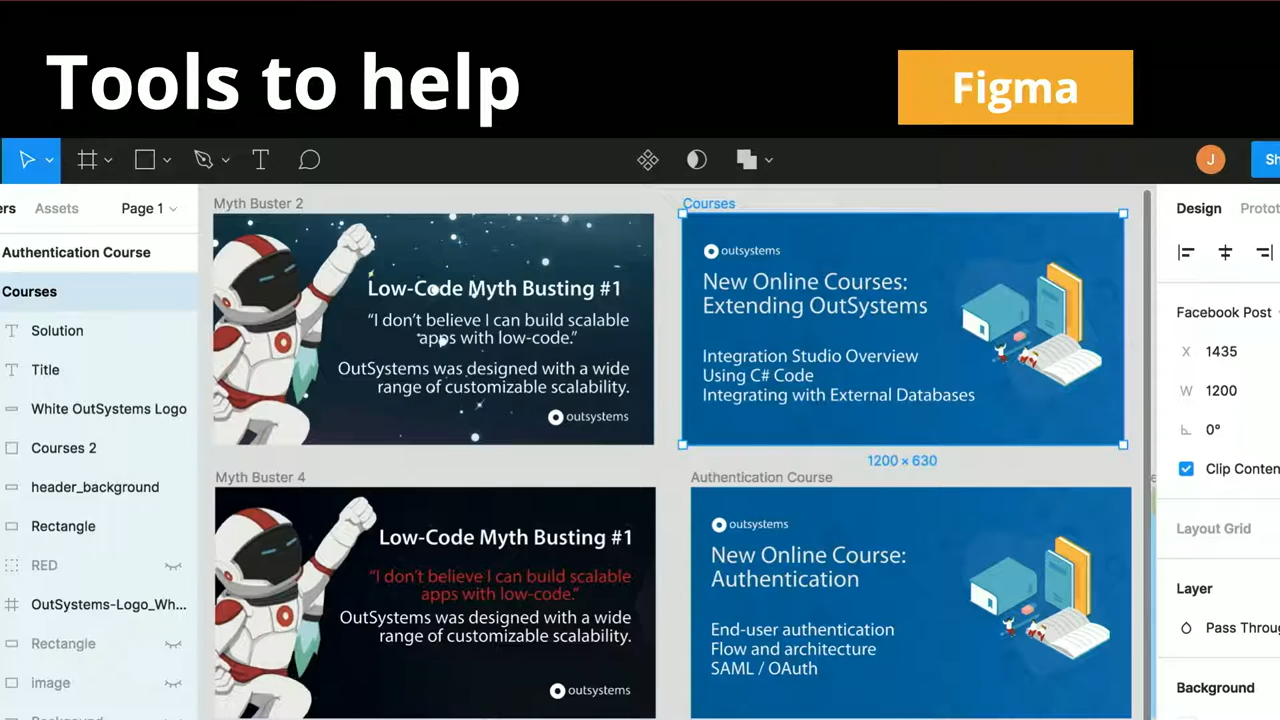 Tools to help
Figma
J
Sh
ers
Assets
Page 1
Authentication Course
Courses
Solution
Title
White OutSystems Logo
Courses 2
header_background
Rectangle
RED
OutSystems-Logo_Wh...
Rectangle
image
Background
Myth Buster 2
Low-Code Myth Busting #1
“I don’t believe I can build scalable
apps with low-code.”
OutSystems was designed with a wide
range of customizable scalability.
outsystems
Courses
outsystems
New Online Courses:
Extending OutSystems
Integration Studio Overview
Using C# Code
Integrating with External Databases
1200 × 630
Myth Buster 4
Low-Code Myth Busting #1
“I don’t believe I can build scalable
apps with low-code.”
OutSystems was designed with a wide
range of customizable scalability.
outsystems
Authentication Course
outsystems
New Online Course:
Authentication
End-user authentication
Flow and architecture
SAML / OAuth
Design
Protot
Facebook Post
X 1435
W 1200
0°
Clip Conten
Layout Grid
Layer
Pass Throug
Background